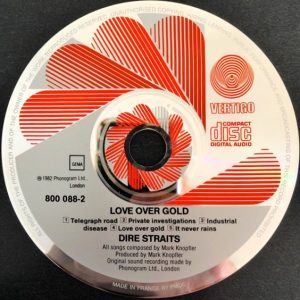 VERTIGO
COMPACT
disc
DIGITAL AUDIO
GEMA
℗ 1982 Phonogram Ltd.
London
800 088-2
LOVE OVER GOLD
1 Telegraph road 2 Private investigations 3 Industrial
disease 4 Love over gold 5 It never rains
DIRE STRAITS
All songs composed by Mark Knopfler
Produced by Mark Knopfler
Original sound recording made by
Phonogram Ltd., London
MADE IN FRANCE BY